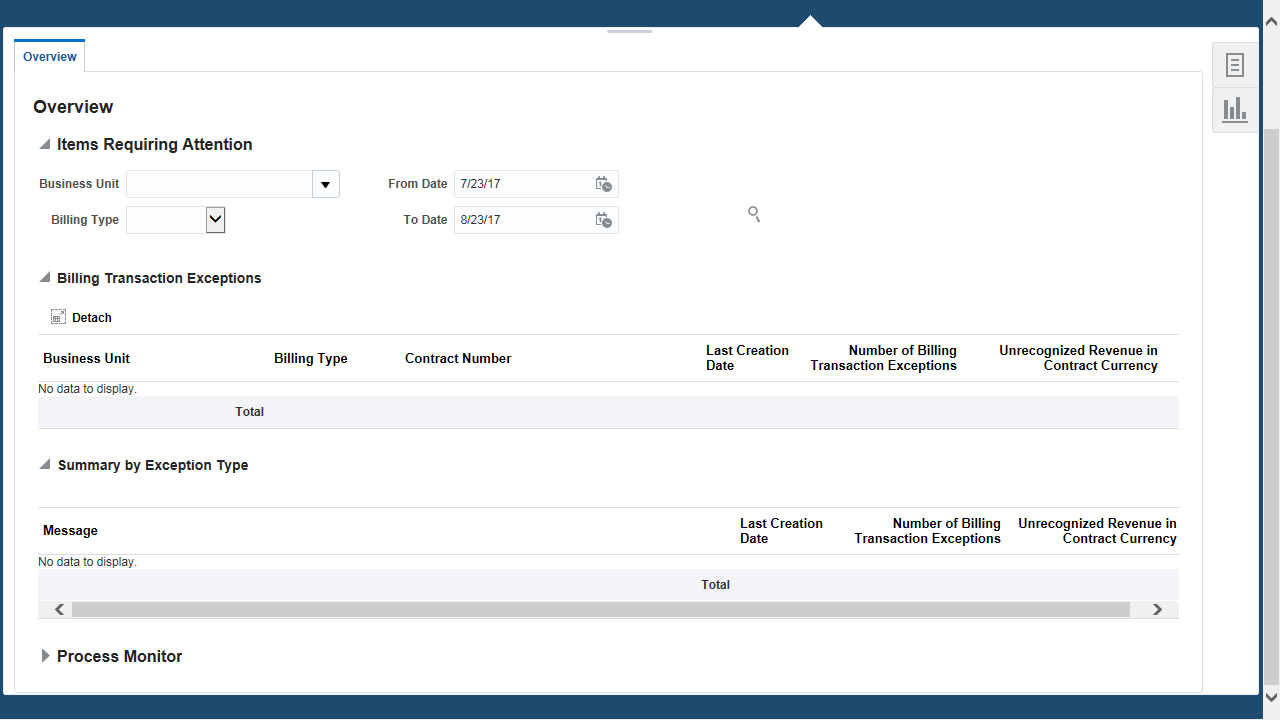 Overview
Overview
Items Requiring Attention
Business Unit
From Date 7/23/17
Billing Type
To Date 8/23/17
Billing Transaction Exceptions
Detach
Business Unit Billing Type Contract Number Last Creation Date Number of Billing Transaction Exceptions Unrecognized Revenue in Contract Currency
No data to display.
Total
Summary by Exception Type
Message Last Creation Date Number of Billing Transaction Exceptions Unrecognized Revenue in Contract Currency
No data to display.
Total
Process Monitor